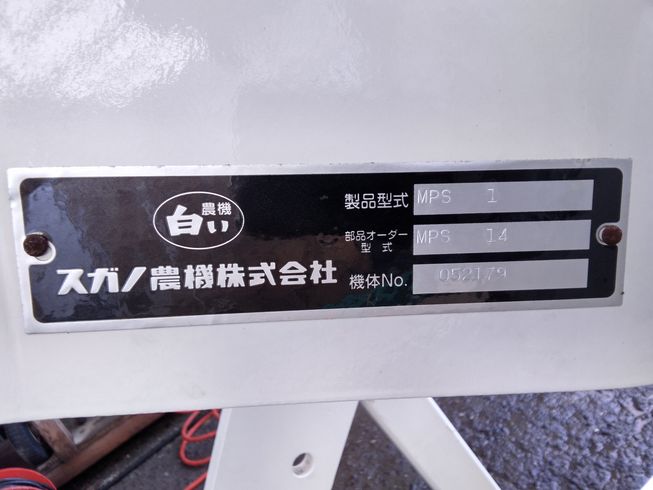 農機
白い
スガノ農機株式会社
製品型式 MPS 1
部品オーダー型式 MPS 14
機体No. 052179